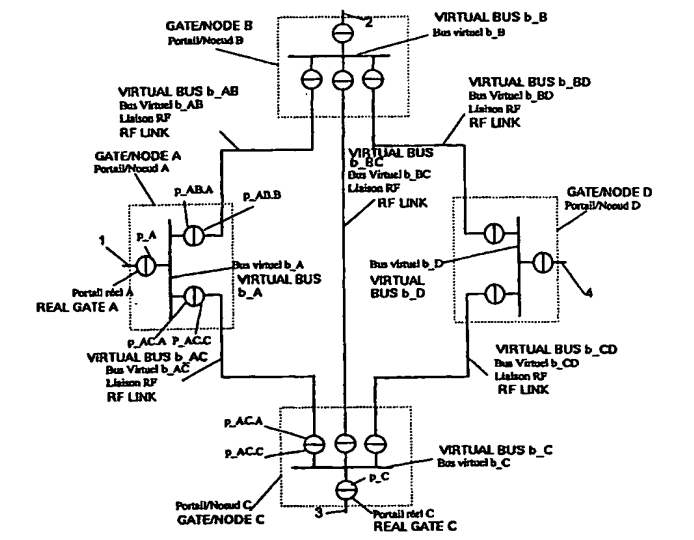 2
GATE/NODE B
Portail/Noeud B
VIRTUAL BUS b_B
Bus virtuel b_B
VIRTUAL BUS b_AB
Bus Virtuel b_AB
Liaison RF
RF LINK
VIRTUAL BUS b_BD
Bus Virtuel b_BD
Liaison RF
RF LINK
GATE/NODE A
Portail/Noeud A
VIRTUAL BUS
b_BC
Bus Virtuel b_BC
Liaison RF
RF LINK
GATE/NODE D
Portail/Noeud D
p_AB.A
p_AB.B
1
p_A
Portail réel A
REAL GATE A
Bus virtuel b_A
VIRTUAL BUS
b_A
Bus virtuel b_D
VIRTUAL
BUS b_D
4
p_AC.A
P_AC.C
VIRTUAL BUS b_AC
Bus Virtuel b_AC
Liaison RF
RF LINK
VIRTUAL BUS b_CD
Bus Virtuel b_CD
Liaison RF
RF LINK
p_AC.A
p_AC.C
VIRTUAL BUS b_C
Bus virtuel b_C
p_C
Portail/Noeud C
GATE/NODE C
3
Portail réel C
REAL GATE C